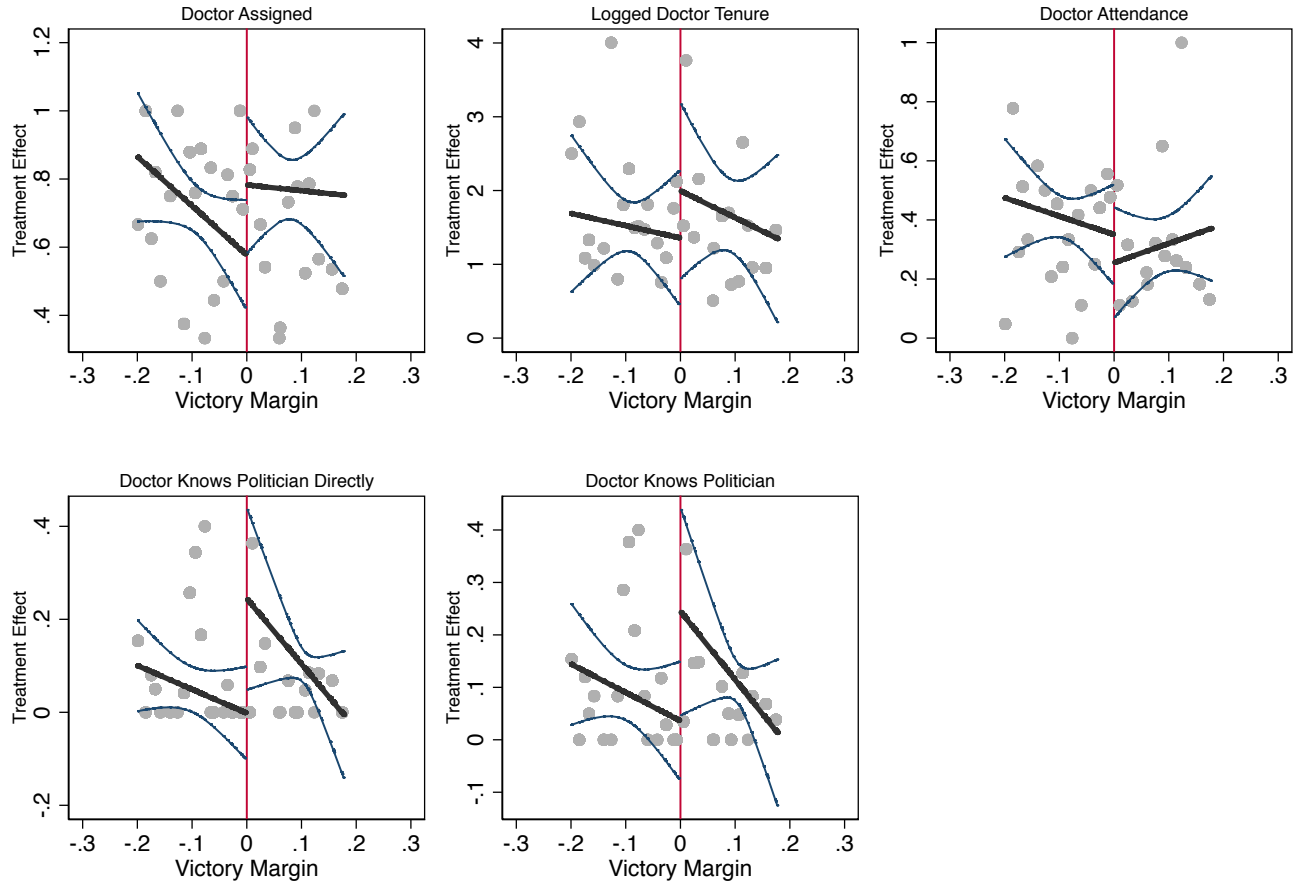 Doctor Assigned
Treatment Effect
.4 .6 .8 1 1.2
-.3 -.2 -.1 0 .1 .2 .3
Victory Margin
Logged Doctor Tenure
Treatment Effect
0 1 2 3 4
-.3 -.2 -.1 0 .1 .2 .3
Victory Margin
Doctor Attendance
Treatment Effect
0 .2 .4 .6 .8 1
-.3 -.2 -.1 0 .1 .2 .3
Victory Margin
Doctor Knows Politician Directly
Treatment Effect
-.2 0 .2 .4
-.3 -.2 -.1 0 .1 .2 .3
Victory Margin
Doctor Knows Politician
Treatment Effect
-.1 0 .1 .2 .3 .4
-.3 -.2 -.1 0 .1 .2 .3
Victory Margin